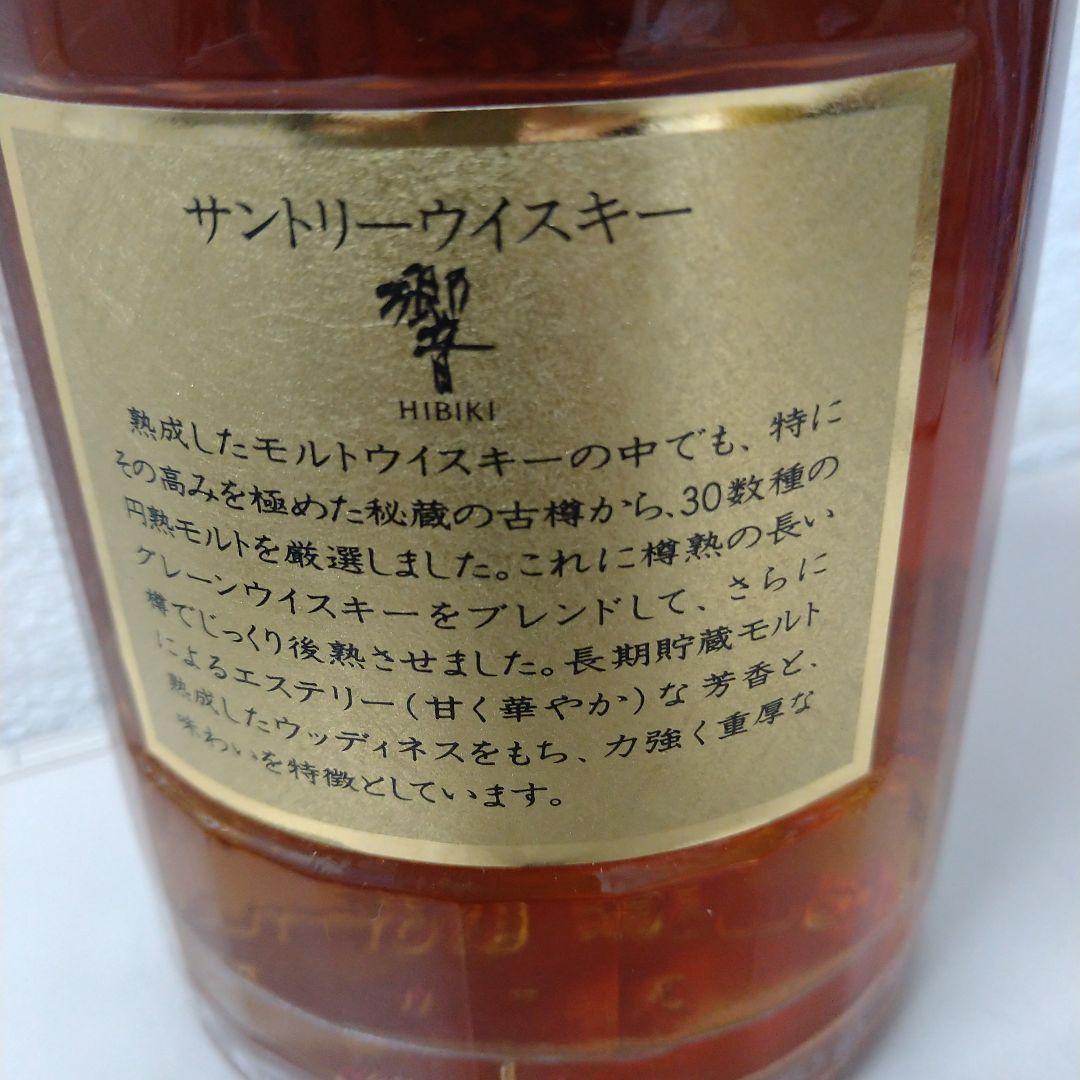 サントリーウイスキー
響
HIBIKI
熟成したモルトウイスキーの中でも、特に
その高みを極めた秘蔵の古樽から、30数種の
円熟モルトを厳選しました。これに樽熟の長い
グレーンウイスキーをブレンドして、さらに
樽でじっくり後熟させました。長期貯蔵モルト
によるエステリー(甘く華やか)な芳香と、
熟成したウッディネスをもち、力強く重厚な
味わいを特徴としています。